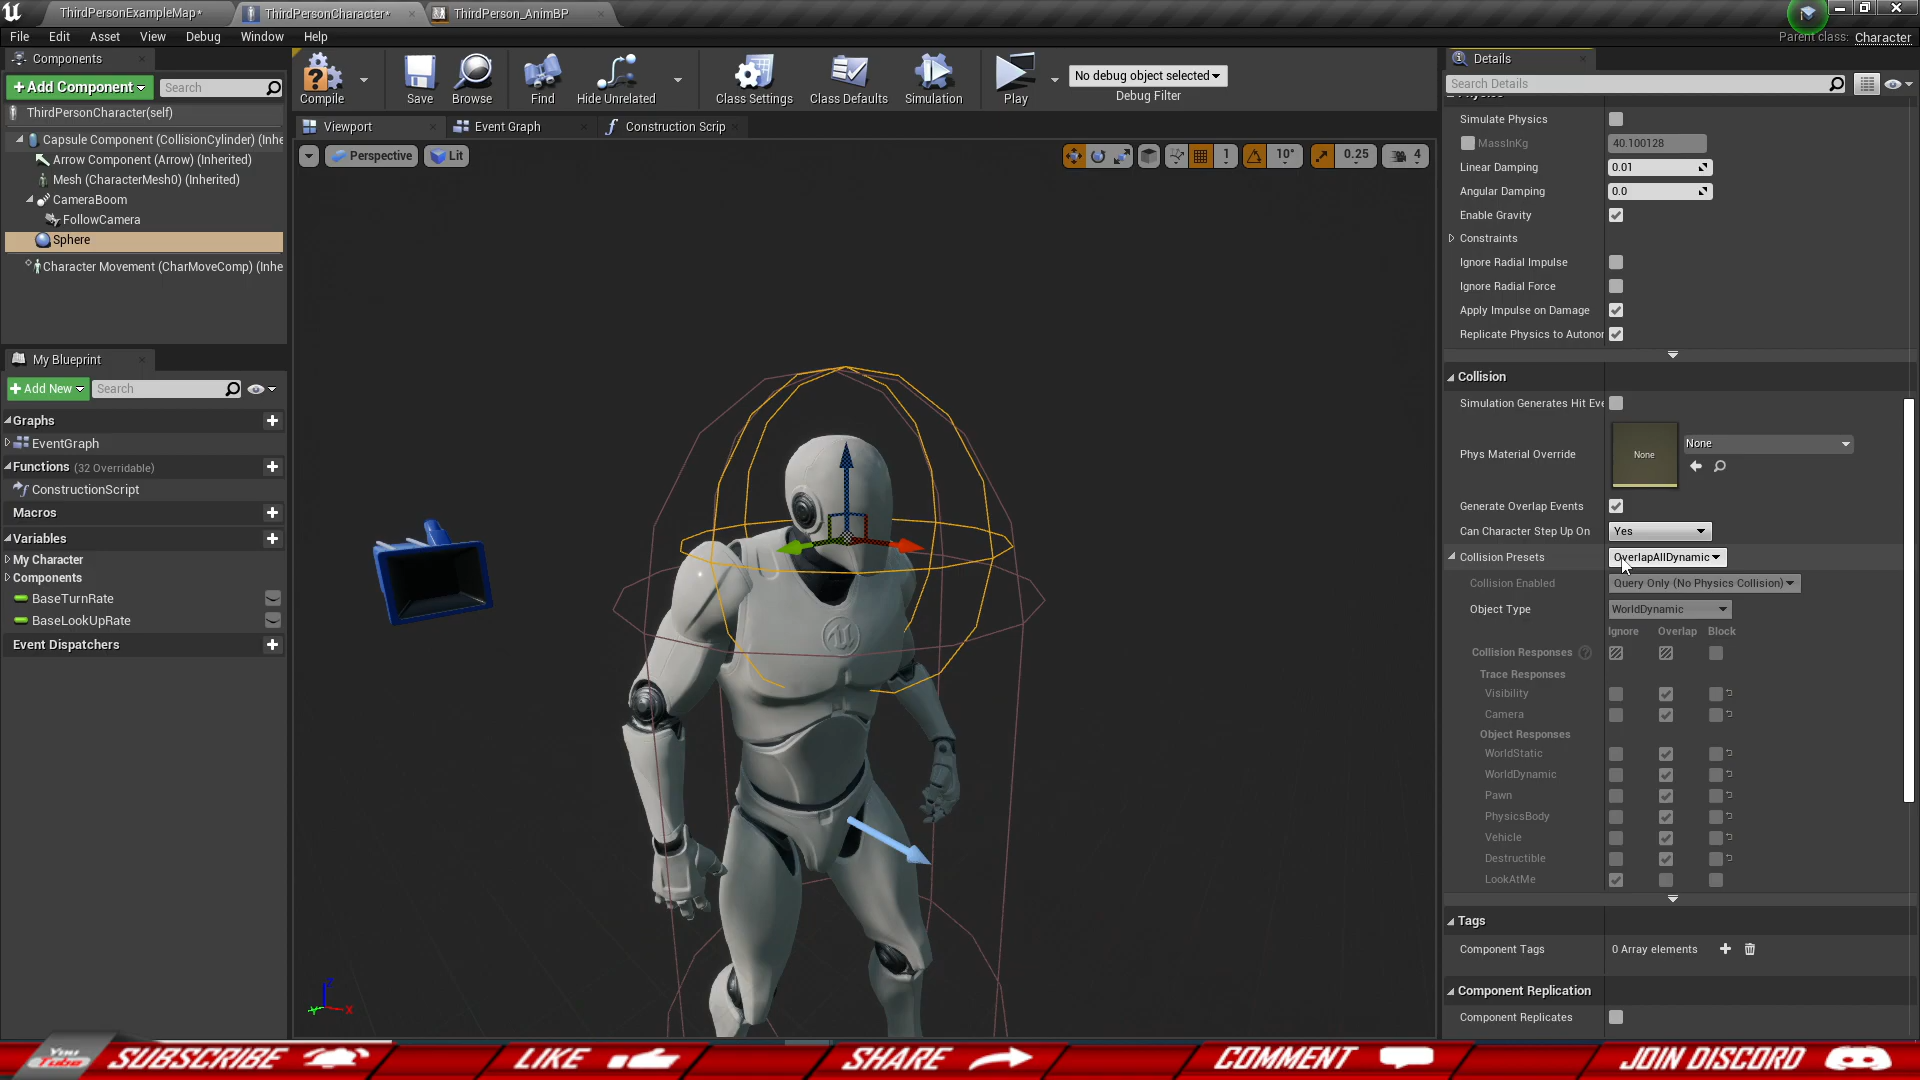 ThirdPersonExampleMap*
ThirdPersonCharacter*
ThirdPerson_AnimBP
File Edit Asset View Debug Window Help
Parent class: Character
Components
+Add Component
Search
ThirdPersonCharacter(self)
Capsule Component (CollisionCylinder) (Inhe
Arrow Component (Arrow) (Inherited)
Mesh (CharacterMesh0) (Inherited)
CameraBoom
FollowCamera
Sphere
Character Movement (CharMoveComp) (Inhe
My Blueprint
+Add New
Search
Graphs
EventGraph
Functions (32 Overridable)
ConstructionScript
Macros
Variables
My Character
Components
BaseTurnRate
BaseLookUpRate
Event Dispatchers
Compile
Save
Browse
Find
Hide Unrelated
Class Settings
Class Defaults
Simulation
Play
No debug object selected
Debug Filter
Viewport
Event Graph
Construction Scrip
Perspective
Lit
1
10°
0.25
4
Z
Y
X
Details
Search Details
Simulate Physics
MassInKg 40.100128
Linear Damping 0.01
Angular Damping 0.0
Enable Gravity
Constraints
Ignore Radial Impulse
Ignore Radial Force
Apply Impulse on Damage
Replicate Physics to Autonor
Collision
Simulation Generates Hit Eve
Phys Material Override
None
None
Generate Overlap Events
Can Character Step Up On Yes
Collision Presets OverlapAllDynamic
Collision Enabled Query Only (No Physics Collision)
Object Type WorldDynamic
Ignore Overlap Block
Collision Responses ?
Trace Responses
Visibility
Camera
Object Responses
WorldStatic
WorldDynamic
Pawn
PhysicsBody
Vehicle
Destructible
LookAtMe
Tags
Component Tags 0 Array elements
Component Replication
Component Replicates
You Tube
SUBSCRIBE
LIKE
SHARE
COMMENT
JOIN DISCORD